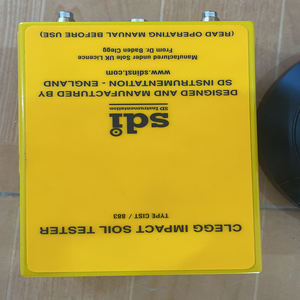 CLEGG IMPACT SOIL TESTER
TYPE CIST / 883
sdi
SD Instrumentation
DESIGNED AND MANUFACTURED BY
SD INSTRUMENTATION - ENGLAND
www.sdinst.com
Manufactured under Sole UK Licence
From Dr. Baden Clegg
(READ OPERATING MANUAL BEFORE USE)